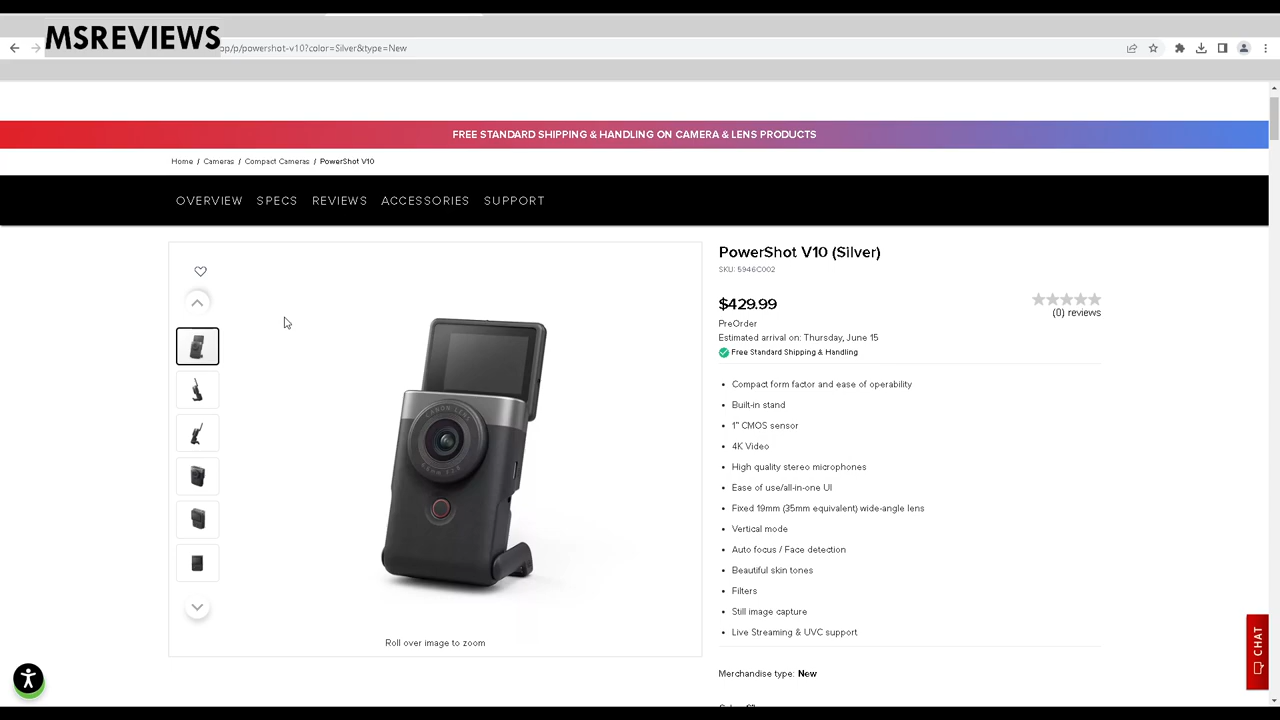 MSREVIEWS
op/p/powershot-v10?color=Silver&type=New
FREE STANDARD SHIPPING & HANDLING ON CAMERA & LENS PRODUCTS
Home / Cameras / Compact Cameras / PowerShot V10
OVERVIEW SPECS REVIEWS ACCESSORIES SUPPORT
PowerShot V10 (Silver)
SKU: 5946C002
$429.99
(0) reviews
PreOrder
Estimated arrival on: Thursday, June 15
Free Standard Shipping & Handling
• Compact form factor and ease of operability
• Built-in stand
• 1" CMOS sensor
• 4K Video
• High quality stereo microphones
• Ease of use/all-in-one UI
• Fixed 19mm (35mm equivalent) wide-angle lens
• Vertical mode
• Auto focus / Face detection
• Beautiful skin tones
• Filters
• Still image capture
• Live Streaming & UVC support
CANON LENS
Roll over image to zoom
Merchandise type: New
CHAT